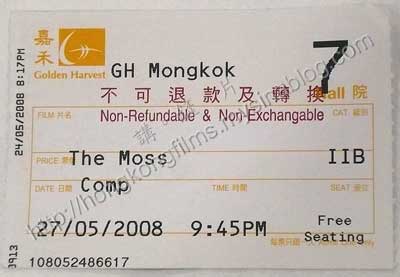 嘉禾
Golden Harvest
24/05/2008 8:17PM
GH Mongkok
7
Hall 院
不可退款及轉換
Non-Refundable & Non Exchangable
FILM 片名
CAT. 級別
The Moss
IIB
PRICE 票價
Comp
DATE 日期
TIME 時間
SEAT 座位
27/05/2008 9:45PM
Free
Seating
108052486617
0913
http://hongkongfilms.mysinablog.com